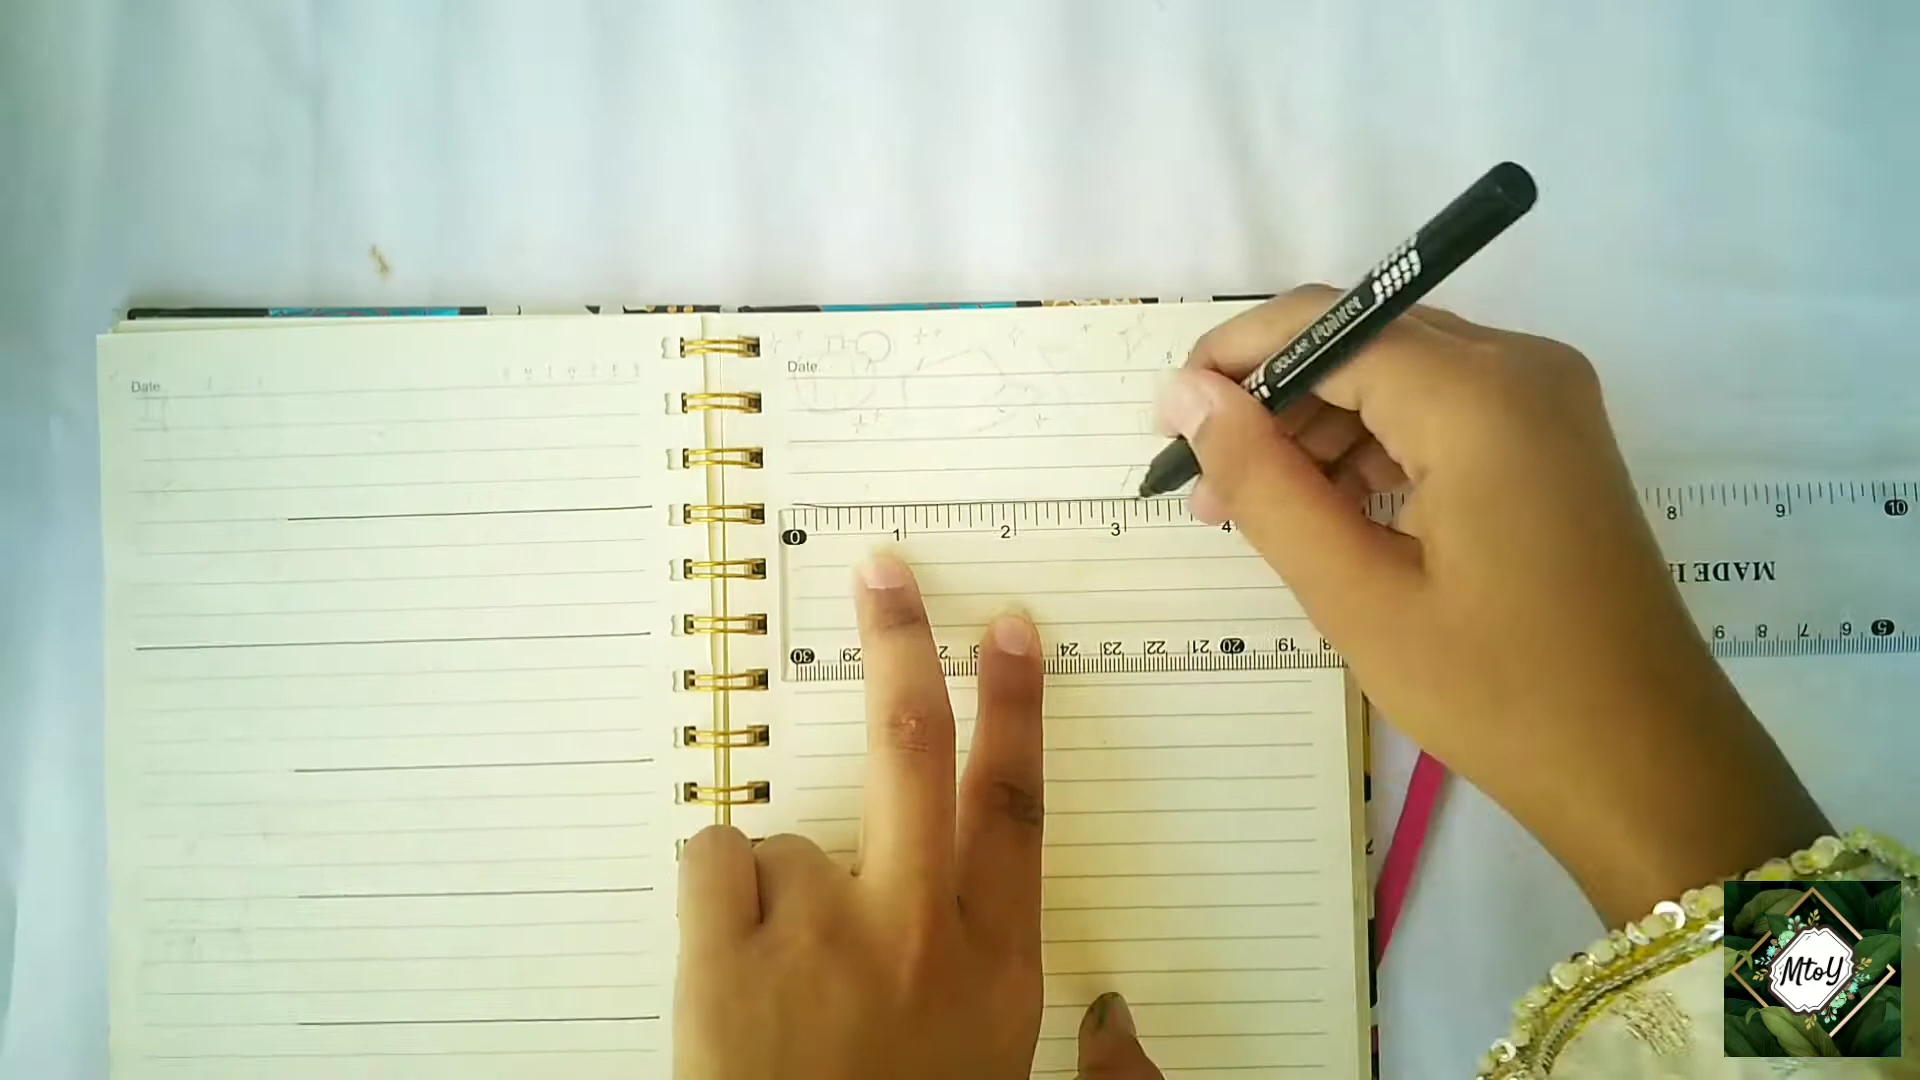 Date
S M T W T F S
Date
DOLLAR Pointer
0 1 2 3 4 8 9 10
MADE I
30 29 24 23 22 21 20 19 9 8 7 6 5
MtoY